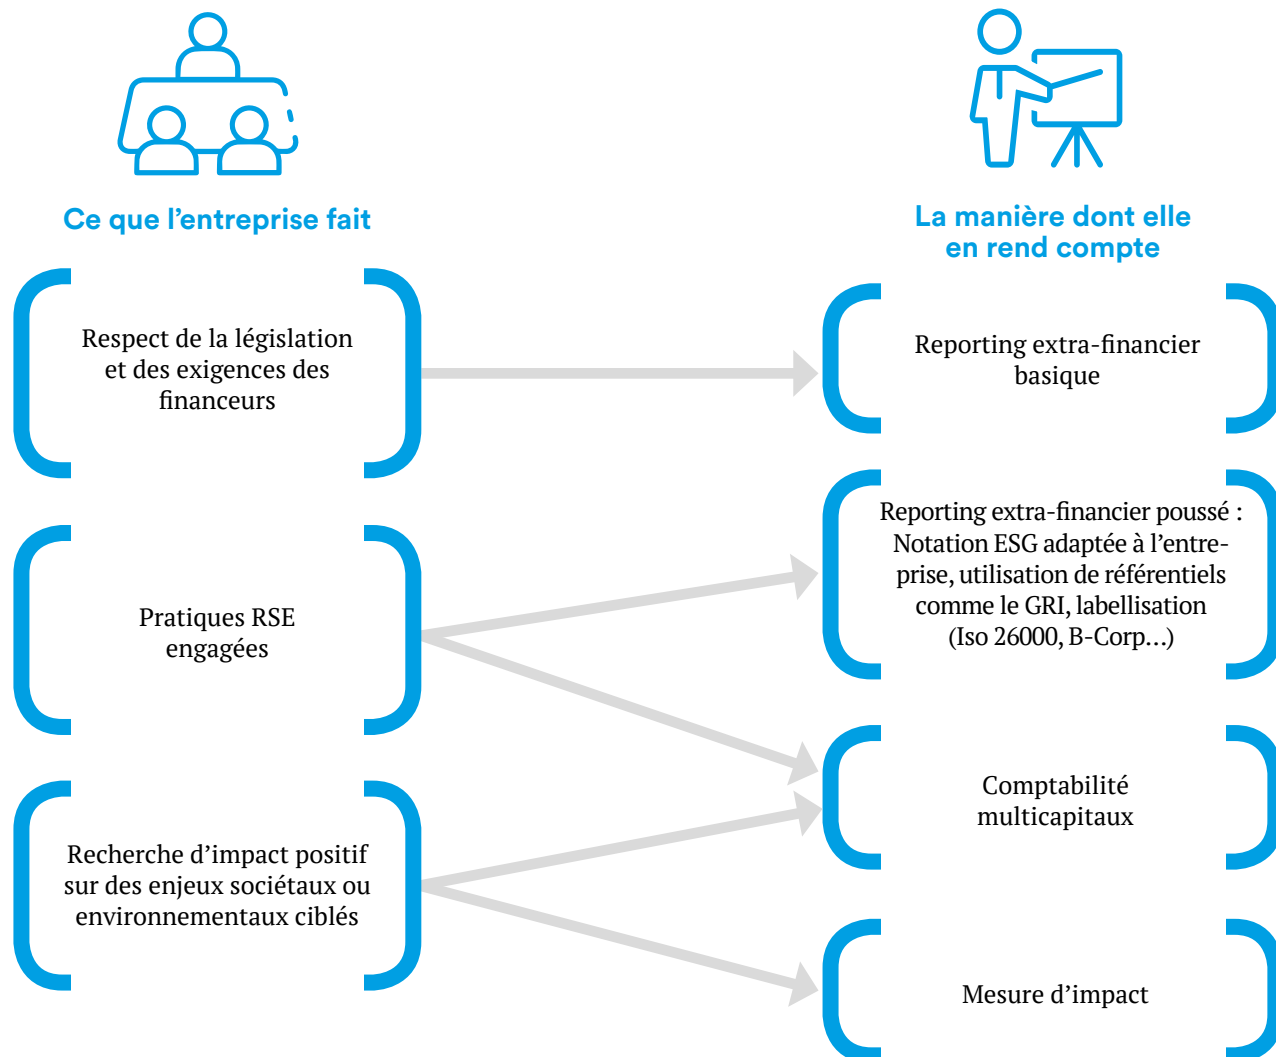 Ce que l’entreprise fait
Respect de la législation
et des exigences des
financeurs
Pratiques RSE
engagées
Recherche d’impact positif
sur des enjeux sociétaux ou
environnementaux ciblés
La manière dont elle
en rend compte
Reporting extra-financier
basique
Reporting extra-financier poussé :
Notation ESG adaptée à l’entre-
prise, utilisation de référentiels
comme le GRI, labellisation
(Iso 26000, B-Corp…)
Comptabilité
multicapitaux
Mesure d’impact